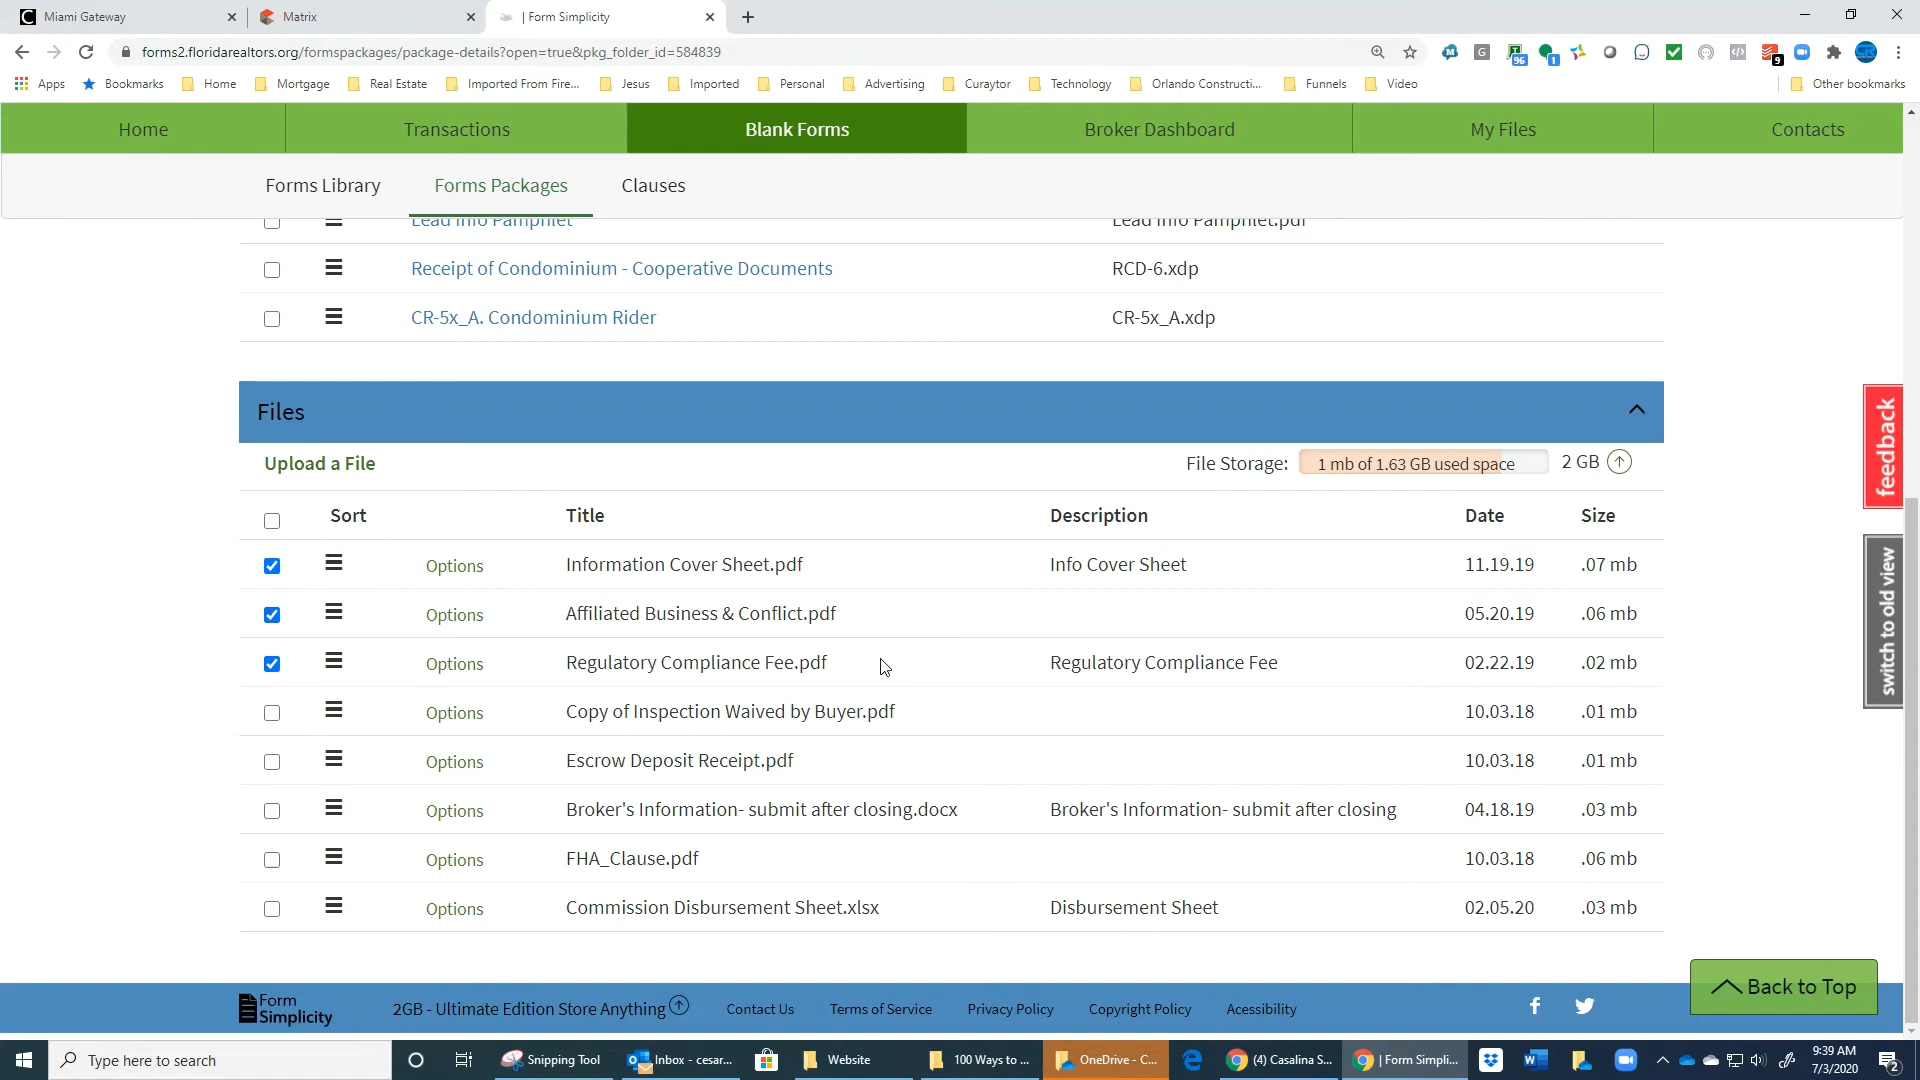 Miami Gateway
Matrix
| Form Simplicity
forms2.floridarealtors.org/formspackages/package-details?open=true&pkg_folder_id=584839
96
1
9
Apps Bookmarks Home Mortgage Real Estate Imported From Fire... Jesus Imported Personal Advertising Curaytor Technology Orlando Constructi... Funnels Video Other bookmarks
Home Transactions Blank Forms Broker Dashboard My Files Contacts
Forms Library Forms Packages Clauses
Lead Info Pamphlet Lead Info Pamphlet.pdf
Receipt of Condominium - Cooperative Documents RCD-6.xdp
CR-5x_A. Condominium Rider CR-5x_A.xdp
Files
Upload a File File Storage: 1 mb of 1.63 GB used space 2 GB
Sort Title Description Date Size
Options Information Cover Sheet.pdf Info Cover Sheet 11.19.19 .07 mb
Options Affiliated Business & Conflict.pdf 05.20.19 .06 mb
Options Regulatory Compliance Fee.pdf Regulatory Compliance Fee 02.22.19 .02 mb
Options Copy of Inspection Waived by Buyer.pdf 10.03.18 .01 mb
Options Escrow Deposit Receipt.pdf 10.03.18 .01 mb
Options Broker's Information- submit after closing.docx Broker's Information- submit after closing 04.18.19 .03 mb
Options FHA_Clause.pdf 10.03.18 .06 mb
Options Commission Disbursement Sheet.xlsx Disbursement Sheet 02.05.20 .03 mb
feedback
switch to old view
Back to Top
Form
Simplicity
2GB - Ultimate Edition Store Anything Contact Us Terms of Service Privacy Policy Copyright Policy Acessibility
Type here to search
Snipping Tool
Inbox - cesar...
Website
100 Ways to ...
OneDrive - C...
(4) Casalina S...
| Form Simpli...
9:39 AM
7/3/2020
2